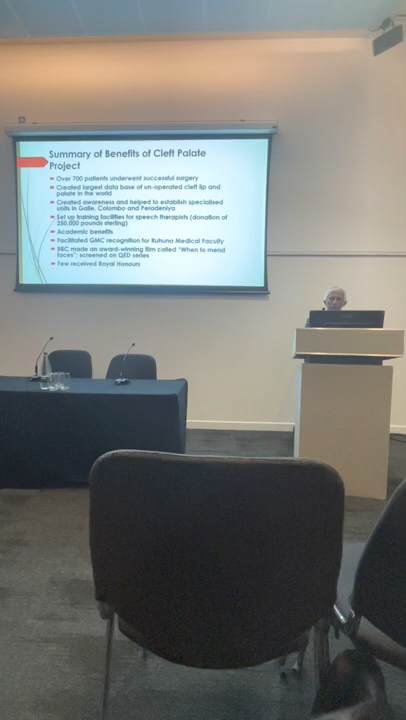 Summary of Benefits of Cleft Palate
Project
Over 700 patients underwent successful surgery
Created largest data base of un-operated cleft lip and
palate in the world
Created awareness and helped to establish specialised
units in Galle, Colombo and Peradeniya
Set up training facilities for speech therapists (donation of
250,000 pounds sterling)
Academic benefits
Facilitated GMC recognition for Ruhuna Medical Faculty
BBC made an award-winning film called "When to mend
faces"; screened on QED series
Few received Royal Honours